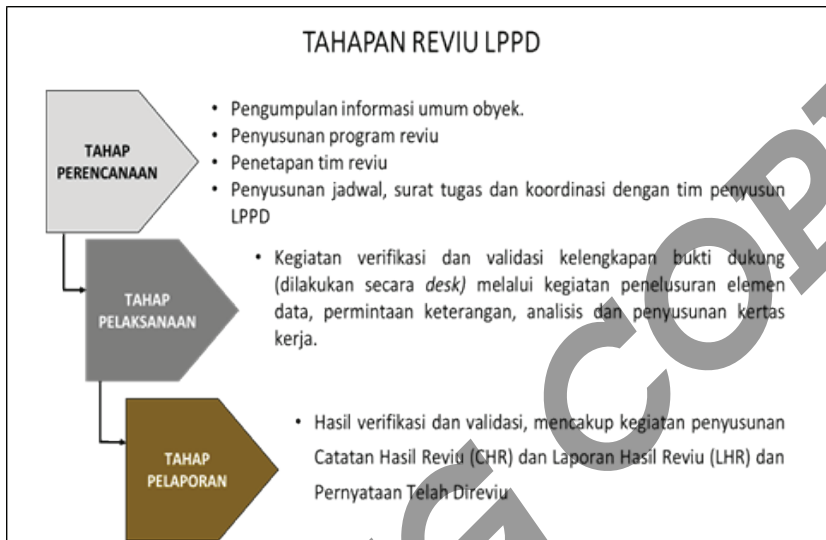 TAHAPAN REVIU LPPD
TAHAP
PERENCANAAN
• Pengumpulan informasi umum obyek.
• Penyusunan program reviu
• Penetapan tim reviu
• Penyusunan jadwal, surat tugas dan koordinasi dengan tim penyusun
LPPD
TAHAP
PELAKSANAAN
• Kegiatan verifikasi dan validasi kelengkapan bukti dukung
(dilakukan secara desk) melalui kegiatan penelusuran elemen
data, permintaan keterangan, analisis dan penyusunan kertas
kerja.
TAHAP
PELAPORAN
• Hasil verifikasi dan validasi, mencakup kegiatan penyusunan
Catatan Hasil Reviu (CHR) dan Laporan Hasil Reviu (LHR) dan
Pernyataan Telah Direviu